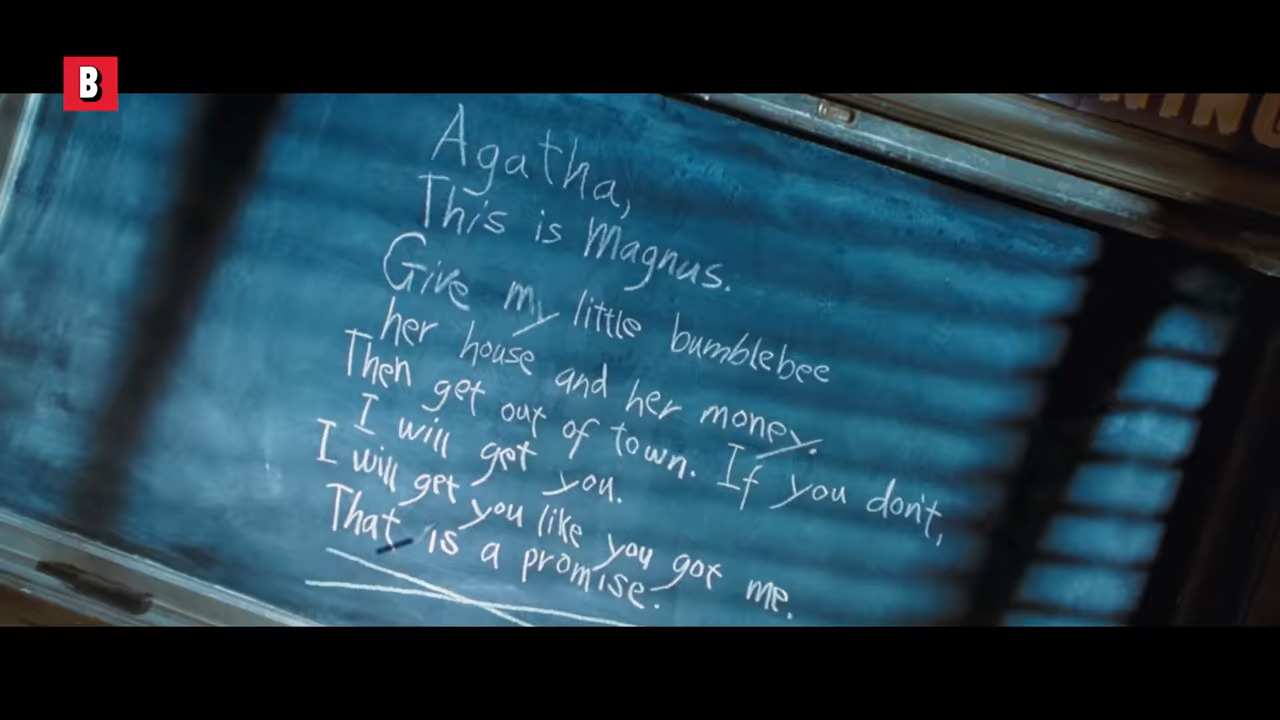 B
NING
Agatha,
This is Magnus.
Give my little bumblebee
her house and her money.
Then get out of town. If you don't,
I will get you.
I will get you like you got me.
That is a promise.